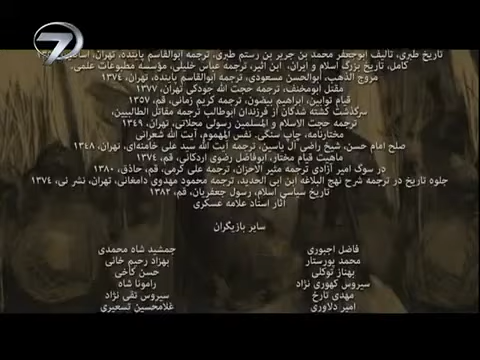 7
تاریخ طبری، تالیف ابوجعفر محمد بن جریر بن رستم طبری، ترجمه ابوالقاسم پاینده، تهران،
کامل، تاریخ بزرگ اسلام و ایران، ابن اثیر، ترجمه عباس خلیلی، مؤسسه مطبوعات علمی.
مروج الذهب، ابوالحسن مسعودی، ترجمه ابوالقاسم پاینده، تهران، ۱۳۷۴
مقتل ابومخنف، ترجمه حجت الله جودکی تهران، ۱۳۷۷
قیام توابین، ابراهیم بیضون، ترجمه کریم زمانی، قم، ۱۳۵۷
سرگذشت کشته شدگان از فرزندان ابوطالب ترجمه مقاتل الطالبیین
ترجمه حجت الاسلام و المسلمین رسولی محلاتی، تهران، ۱۳۴۹
مختارنامه، چاپ سنگی. نفس المهموم، آیت الله شعرانی
صلح امام حسن، شیخ راضی آل یاسین، ترجمه آیت الله سید علی خامنه‌ای، تهران، ۱۳۴۸
ماهیت قیام مختار، ابوفاضل رضوی اردکانی، قم، ۱۳۷۴
در سوگ امیر آزادی ترجمه مثیر الاحزان، ترجمه علی کرمی، قم، حاذق، ۱۳۸۰
جلوه تاریخ در ترجمه شرح نهج البلاغه ابن ابی الحدید، ترجمه محمود مهدوی دامغانی، تهران، نشر نی، ۱۳۷۴
تاریخ سیاسی اسلام، رسول جعفریان، قم، ۱۳۸۲
آثار استاد علامه عسکری
سایر بازیگران
فاضل اجبوری
محمد پورستار
بهناز توکلی
سیروس کهوری نژاد
مهدی تارخ
امیر دلاوری
جمشید شاه محمدی
بهزاد رحیم خانی
حسن کاخی
رامونا شاه
سیروس تقی نژاد
غلامحسین تسعیری